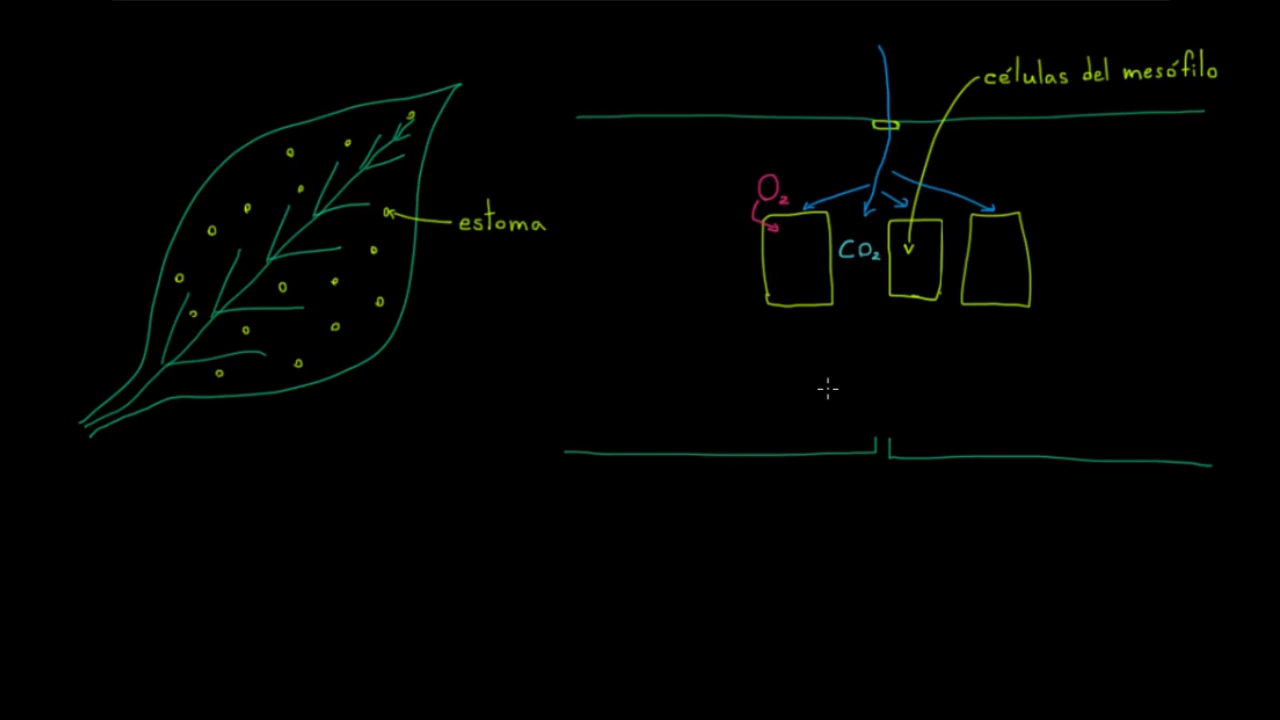 células del mesófilo
O₂
estoma
CO₂